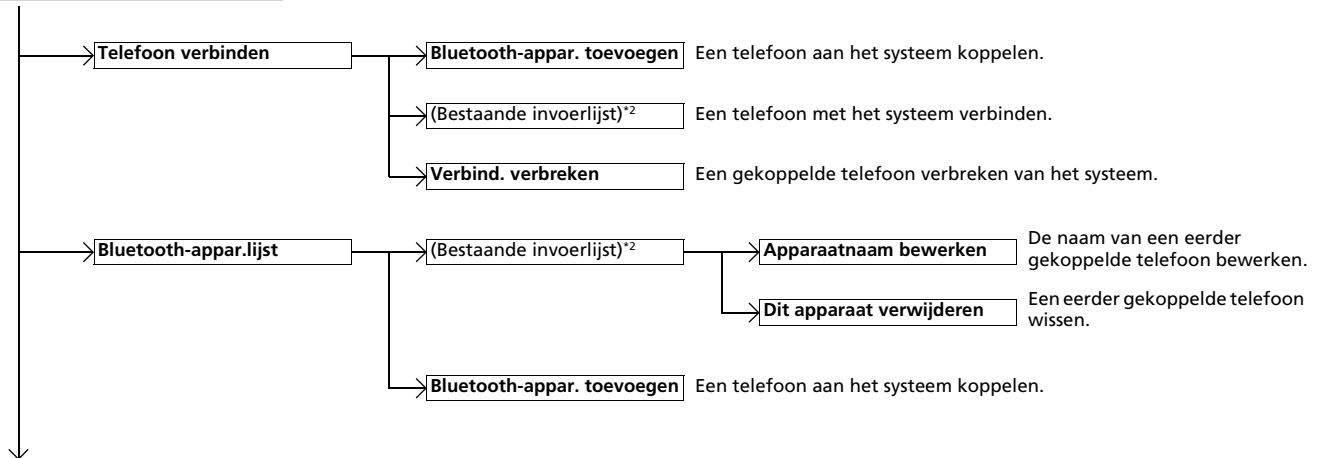 Telefoon verbinden
Bluetooth-appar. toevoegen Een telefoon aan het systeem koppelen.
(Bestaande invoerlijst)*2 Een telefoon met het systeem verbinden.
Verbind. verbreken Een gekoppelde telefoon verbreken van het systeem.
Bluetooth-appar.lijst
(Bestaande invoerlijst)*2
Apparaatnaam bewerken
De naam van een eerder
gekoppelde telefoon bewerken.
Dit apparaat verwijderen
Een eerder gekoppelde telefoon
wissen.
Bluetooth-appar. toevoegen Een telefoon aan het systeem koppelen.